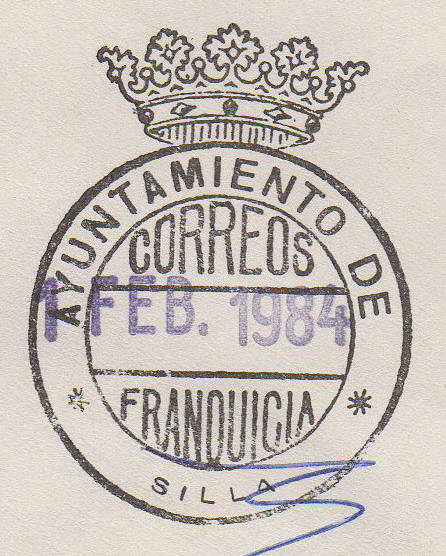 AYUNTAMIENTO DE
CORREOS
1 FEB. 1984
FRANQUICIA
SILLA